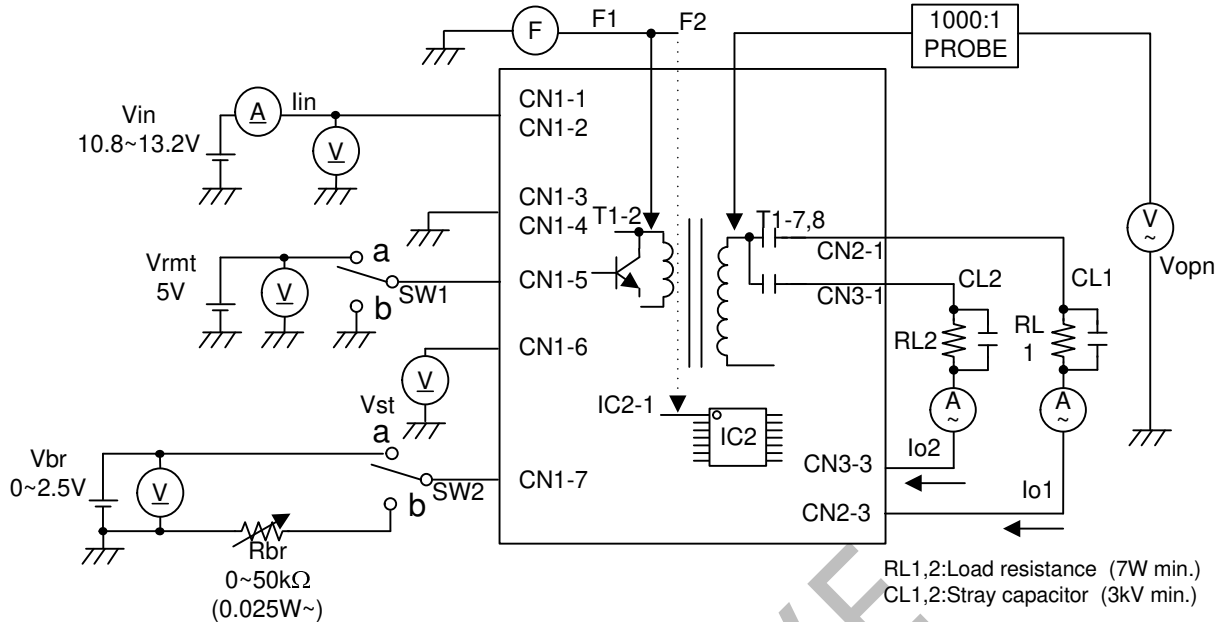 F
F1
F2
1000:1
PROBE
Vin
10.8~13.2V
A
Iin
V
CN1-1
CN1-2
CN1-3
CN1-4
T1-2
T1-7,8
CN2-1
CN3-1
V
~
Vopn
Vrmt
5V
V
a
b
SW1
CN1-5
CN1-6
V
Vst
CL2
CL1
RL2
RL
1
A
~
A
~
Io2
Io1
IC2-1
IC2
CN3-3
CN2-3
Vbr
0~2.5V
V
a
b
SW2
CN1-7
Rbr
0~50kΩ
(0.025W~)
RL1,2:Load resistance (7W min.)
CL1,2:Stray capacitor (3kV min.)